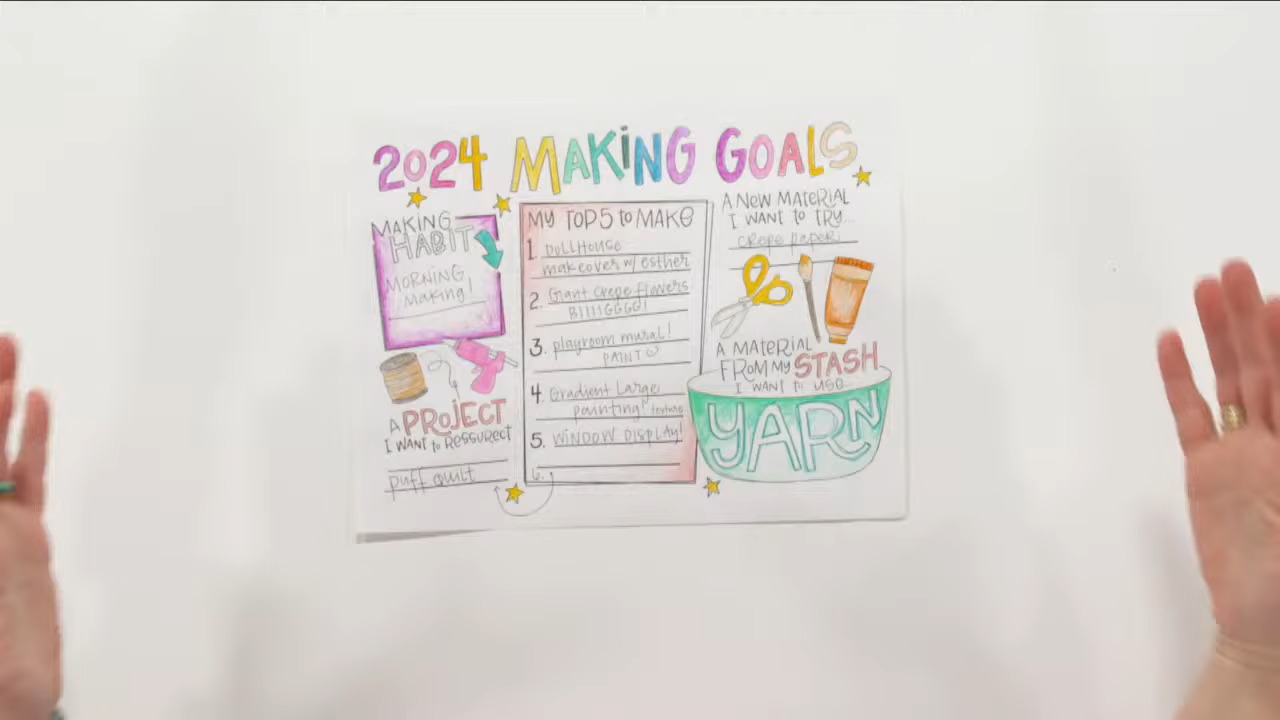 2024 MAKING GOALS
MAKING
HABIT
MORNING
making!
A PROJECT
I WANT to RESSURECT
puff quilt
MY TOP 5 to MAKE
1. DOLLHOUSE
makeover w/ esther
2. Giant crepe flowers
BIIIIGGGG!
3. playroom mural!
PAINT
4. Gradient Large
painting! texture
5. WINDOW DISPLAY!
6.
A NEW MATERIAL
I WANT to TRY...
crepe paper!
A MATERIAL
FROM MY STASH
I WANT to USE
YARN